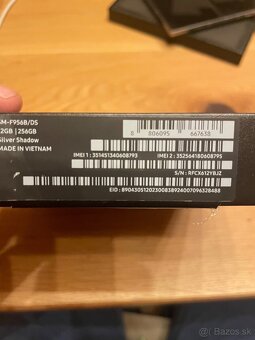 SM-F956B/DS
12GB | 256GB
Silver Shadow
MADE IN VIETNAM
8 806095 667638
IMEI 1 : 351451340608793
IMEI 2 : 352564180608795
S/N : RFCX612YBJZ
EID : 89043051202300838924007096328488
© Bazos.sk